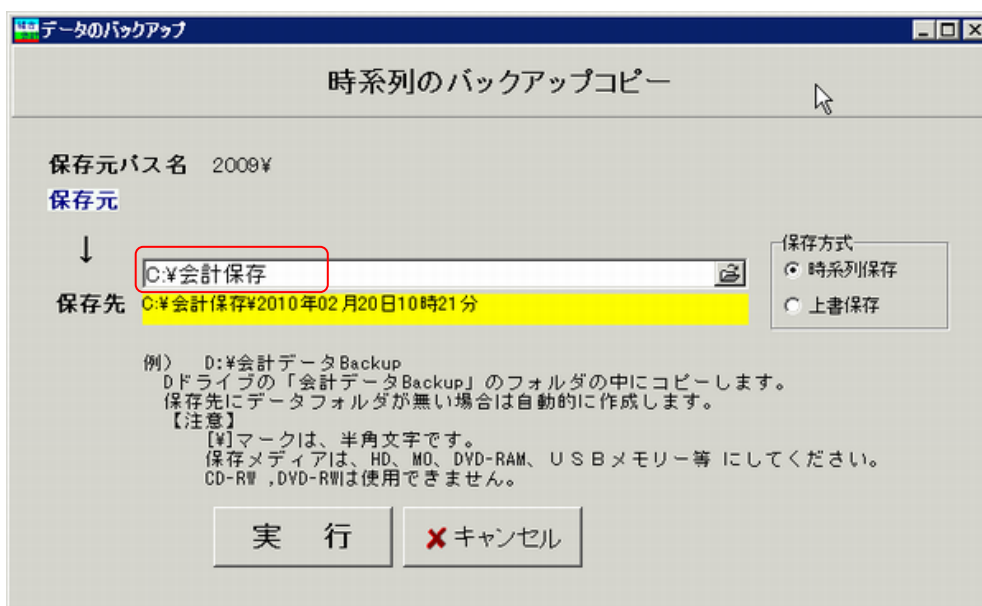 データのバックアップ
時系列のバックアップコピー
保存元パス名 2009¥
保存元
↓
C:¥会計保存
保存先 C:¥会計保存¥2010年02月20日10時21分
保存方式
時系列保存
上書保存
例) D:¥会計データBackup
Dドライブの「会計データBackup」のフォルダの中にコピーします。
保存先にデータフォルダが無い場合は自動的に作成します。
【注意】
[¥]マークは、半角文字です。
保存メディアは、HD、MO、DVD-RAM、USBメモリー等 にしてください。
CD-RW ,DVD-RWは使用できません。
実 行
キャンセル